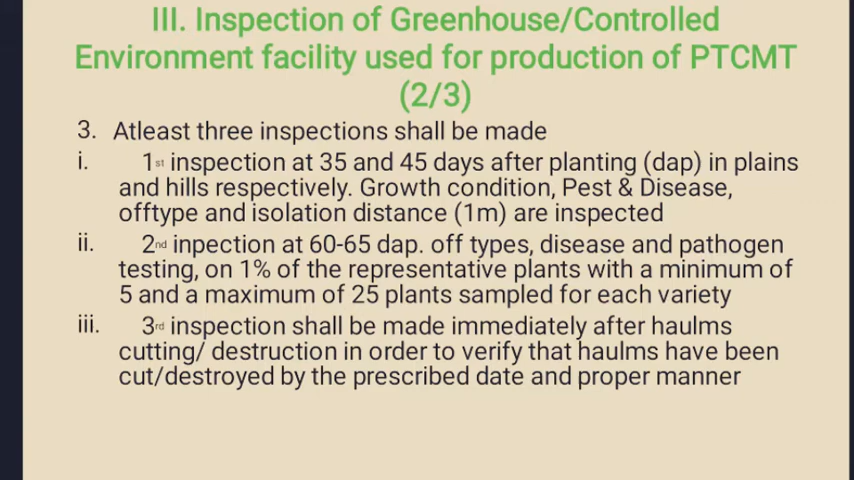 III. Inspection of Greenhouse/Controlled
Environment facility used for production of PTCMT
(2/3)
3. Atleast three inspections shall be made
i. 1st inspection at 35 and 45 days after planting (dap) in plains
and hills respectively. Growth condition, Pest & Disease,
offtype and isolation distance (1m) are inspected
ii. 2nd inpection at 60-65 dap. off types, disease and pathogen
testing, on 1% of the representative plants with a minimum of
5 and a maximum of 25 plants sampled for each variety
iii. 3rd inspection shall be made immediately after haulms
cutting/ destruction in order to verify that haulms have been
cut/destroyed by the prescribed date and proper manner